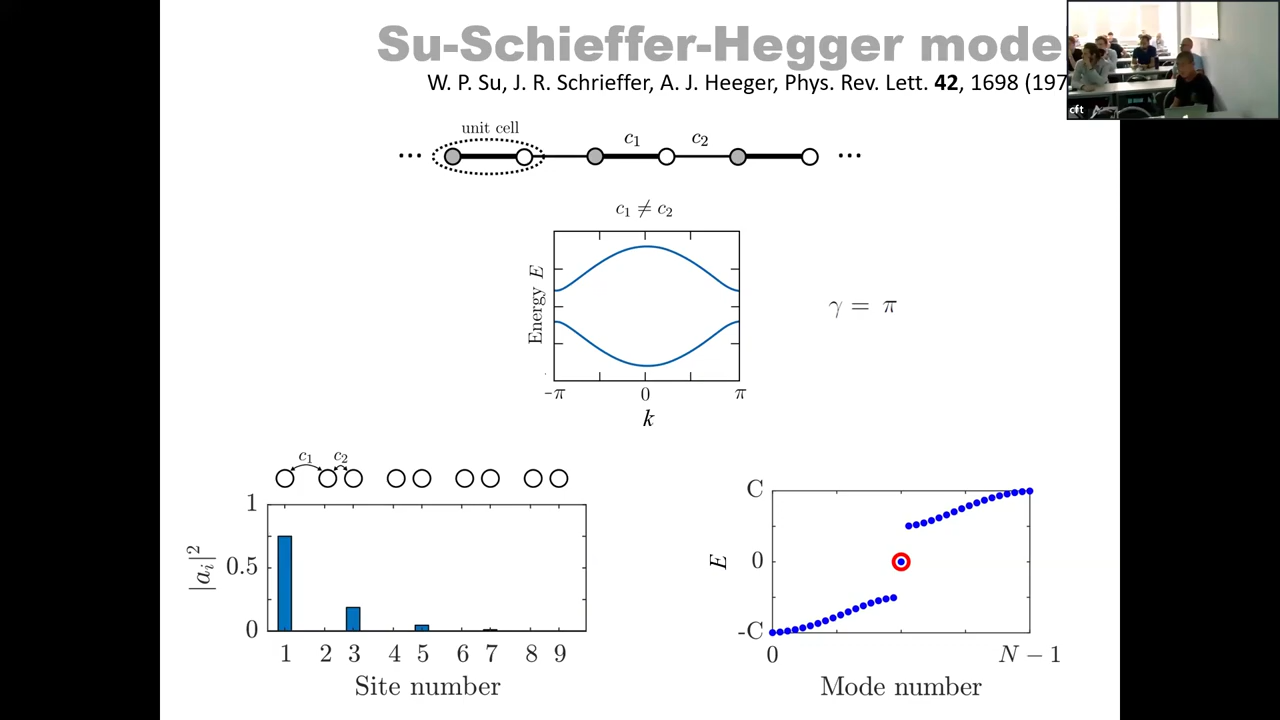 Su-Schieffer-Hegger mode
W. P. Su, J. R. Schrieffer, A. J. Heeger, Phys. Rev. Lett. 42, 1698 (197
cft
unit cell
c₁ c₂
... ...
c₁ ≠ c₂
Energy E
γ = π
-π 0 π
k
c₁ c₂
1
0.5
0
|aᵢ|²
1 2 3 4 5 6 7 8 9
Site number
C
0
-C
E
0 N − 1
Mode number